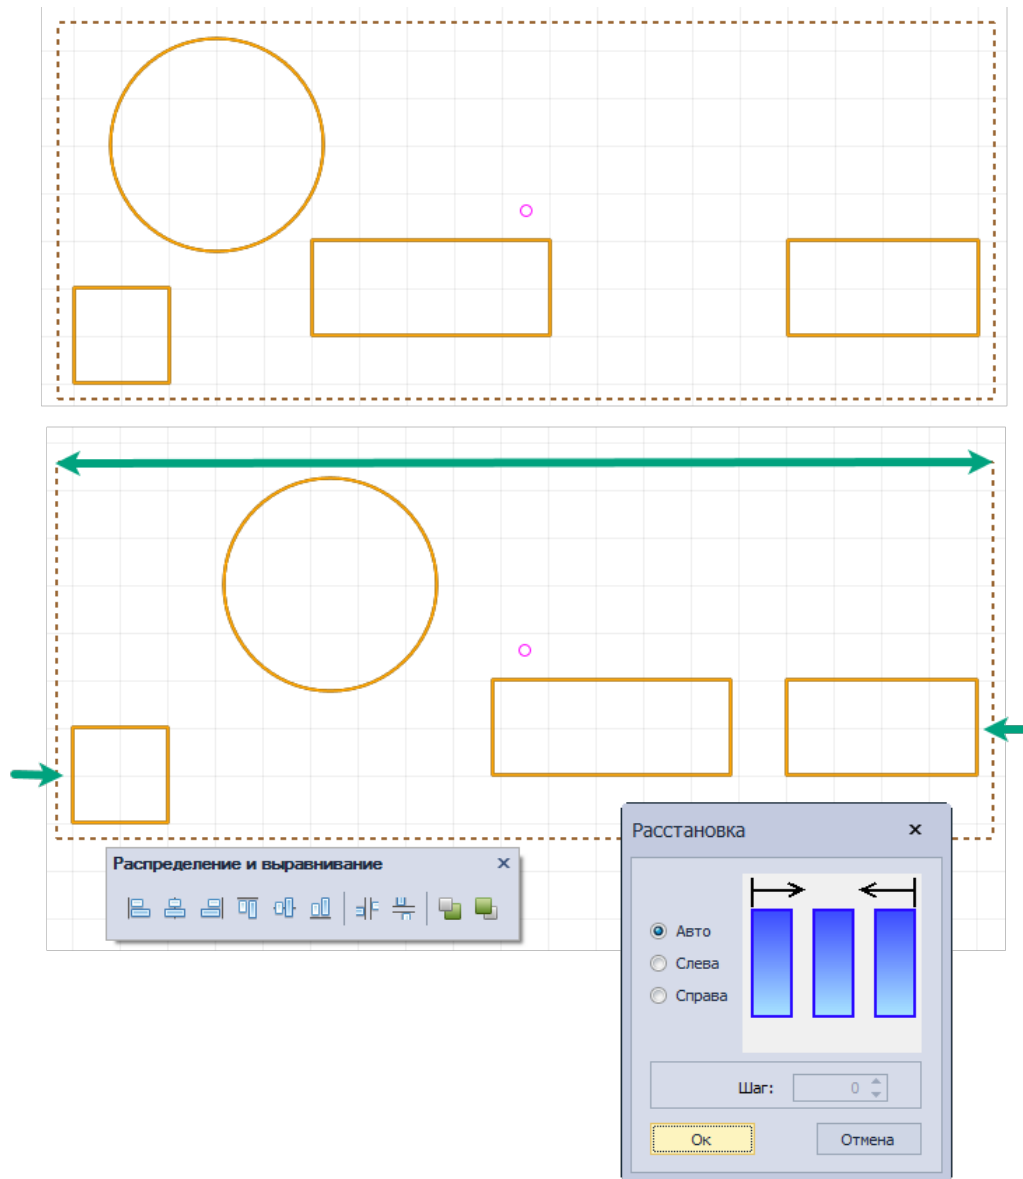 Расстановка
Распределение и выравнивание
Авто
Слева
Справа
Шаг:
0
Ок
Отмена